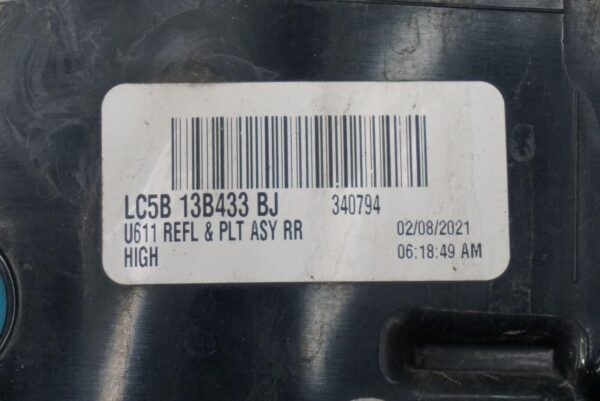 LC5B 13B433 BJ 340794
U611 REFL & PLT ASY RR 02/08/2021
HIGH 06:18:49 AM